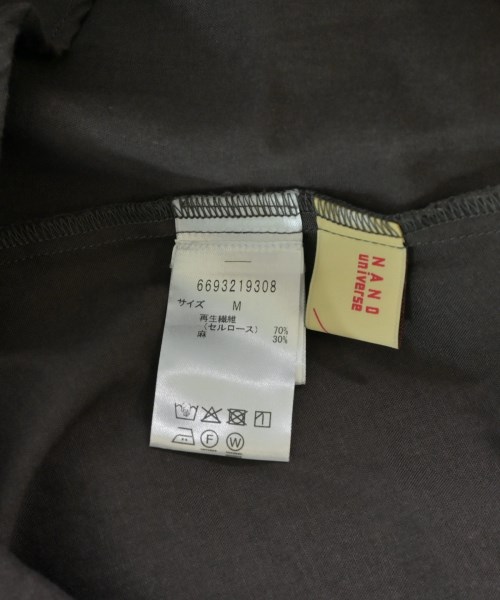 6693219308
サイズ M
再生繊維
(セルロース) 70%
麻 30%
F W
NANO
universe